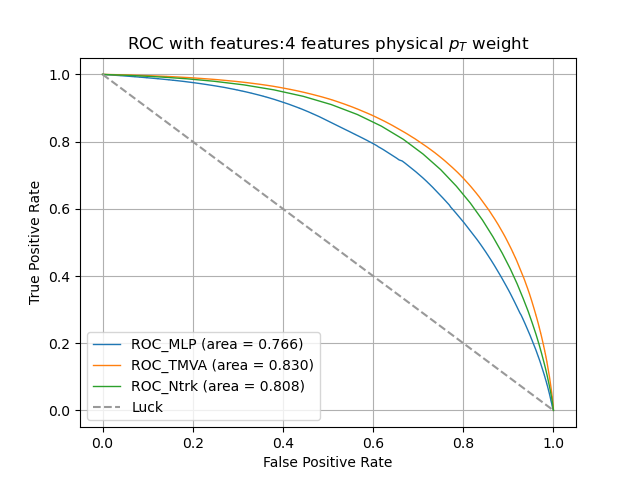 ROC with features:4 features physical $p_T$ weight
True Positive Rate
1.0
0.8
0.6
0.4
0.2
0.0
ROC_MLP (area = 0.766)
ROC_TMVA (area = 0.830)
ROC_Ntrk (area = 0.808)
Luck
0.0 0.2 0.4 0.6 0.8 1.0
False Positive Rate